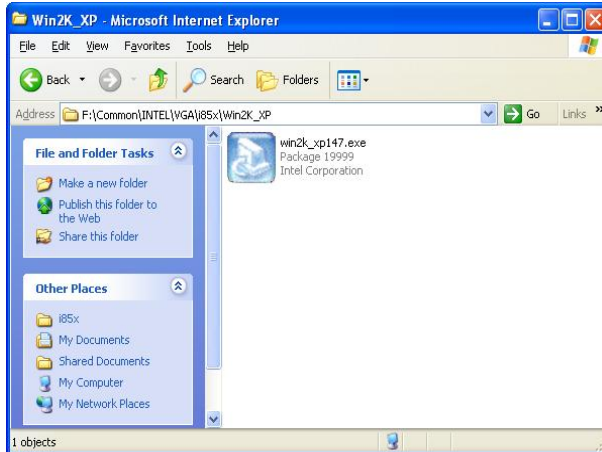 Win2K_XP - Microsoft Internet Explorer
File Edit View Favorites Tools Help
Back Search Folders
Address F:\Common\INTEL\VGA\i85x\Win2K_XP Go Links »
File and Folder Tasks
Make a new folder
Publish this folder to
the Web
Share this folder
Other Places
i85x
My Documents
Shared Documents
My Computer
My Network Places
win2k_xp147.exe
Package 19999
Intel Corporation
1 objects